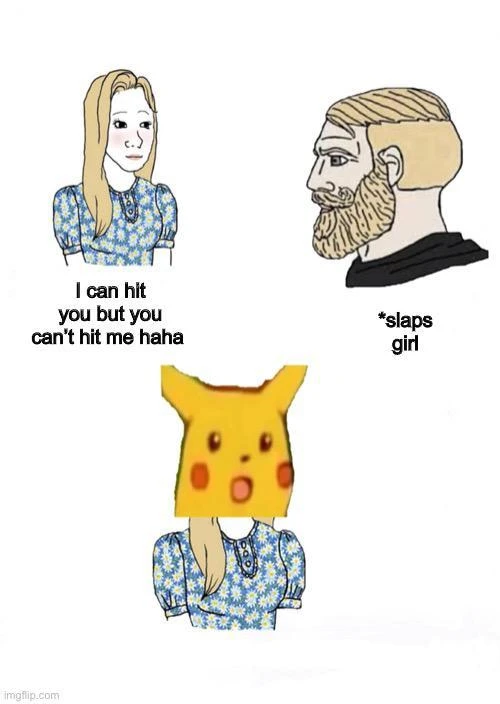 I can hit
you but you
can't hit me haha
*slaps
girl
imgflip.com